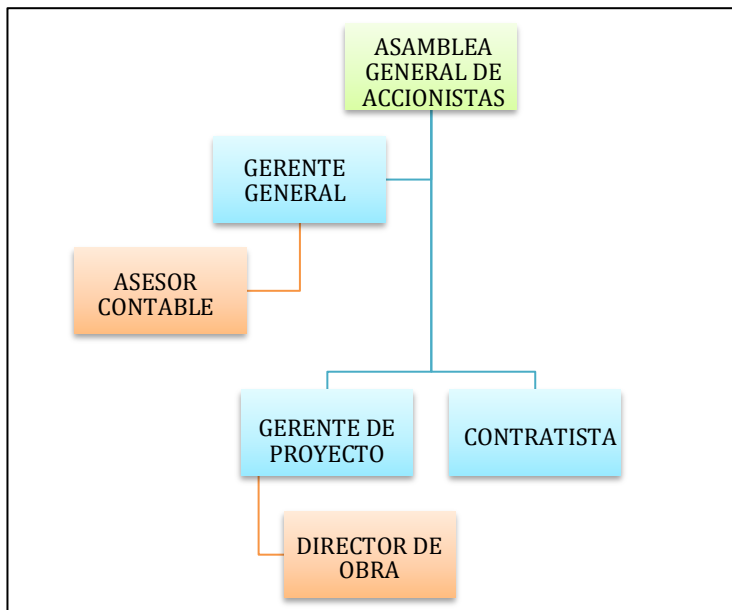 ASAMBLEA
GENERAL DE
ACCIONISTAS
GERENTE
GENERAL
ASESOR
CONTABLE
GERENTE DE
PROYECTO
CONTRATISTA
DIRECTOR DE
OBRA